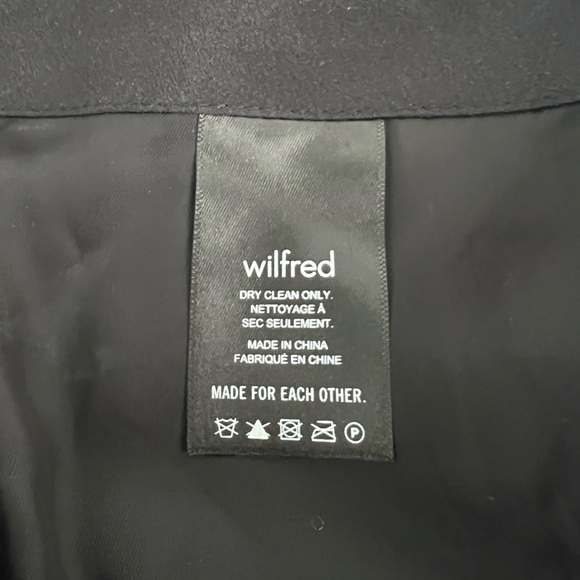 wilfred
DRY CLEAN ONLY.
NETTOYAGE À
SEC SEULEMENT.
MADE IN CHINA
FABRIQUÉ EN CHINE
MADE FOR EACH OTHER.
P